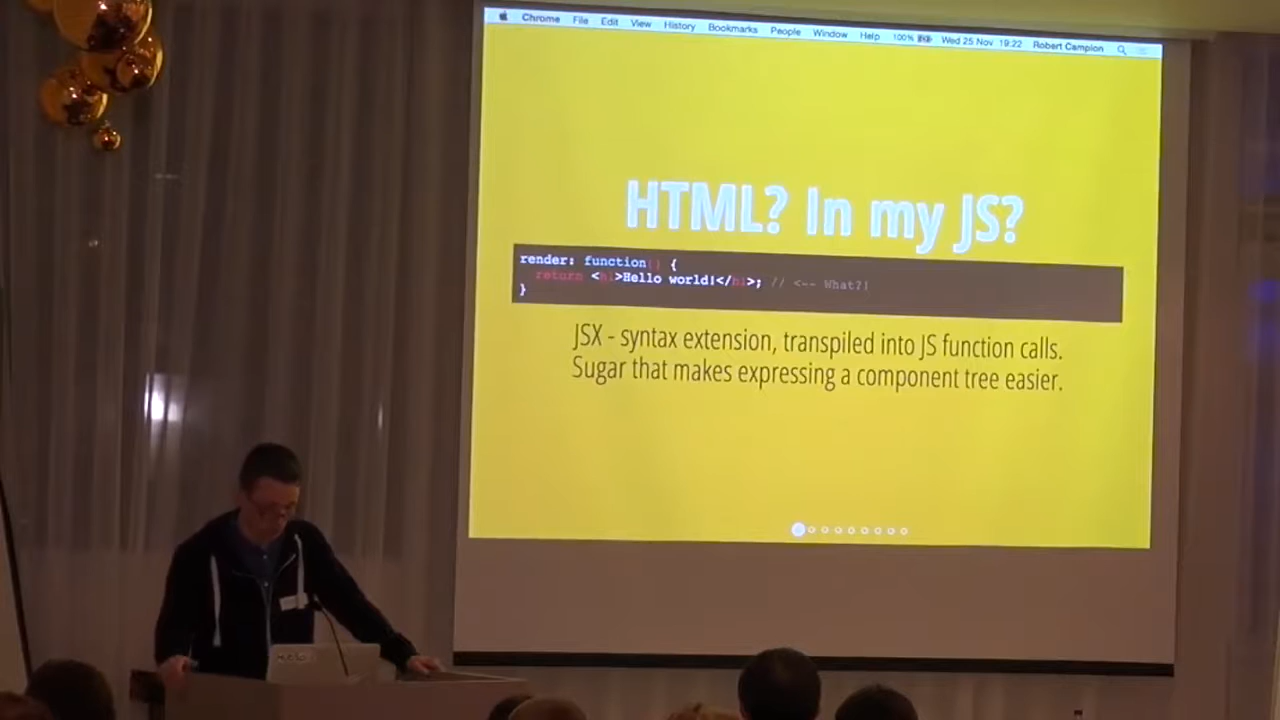 Chrome File Edit View History Bookmarks People Window Help 100% Wed 25 Nov 19:22 Robert Campion
HTML? In my JS?
render: function() {
return <h1>Hello world!</h1>; // <-- What?!
}
JSX - syntax extension, transpiled into JS function calls.
Sugar that makes expressing a component tree easier.